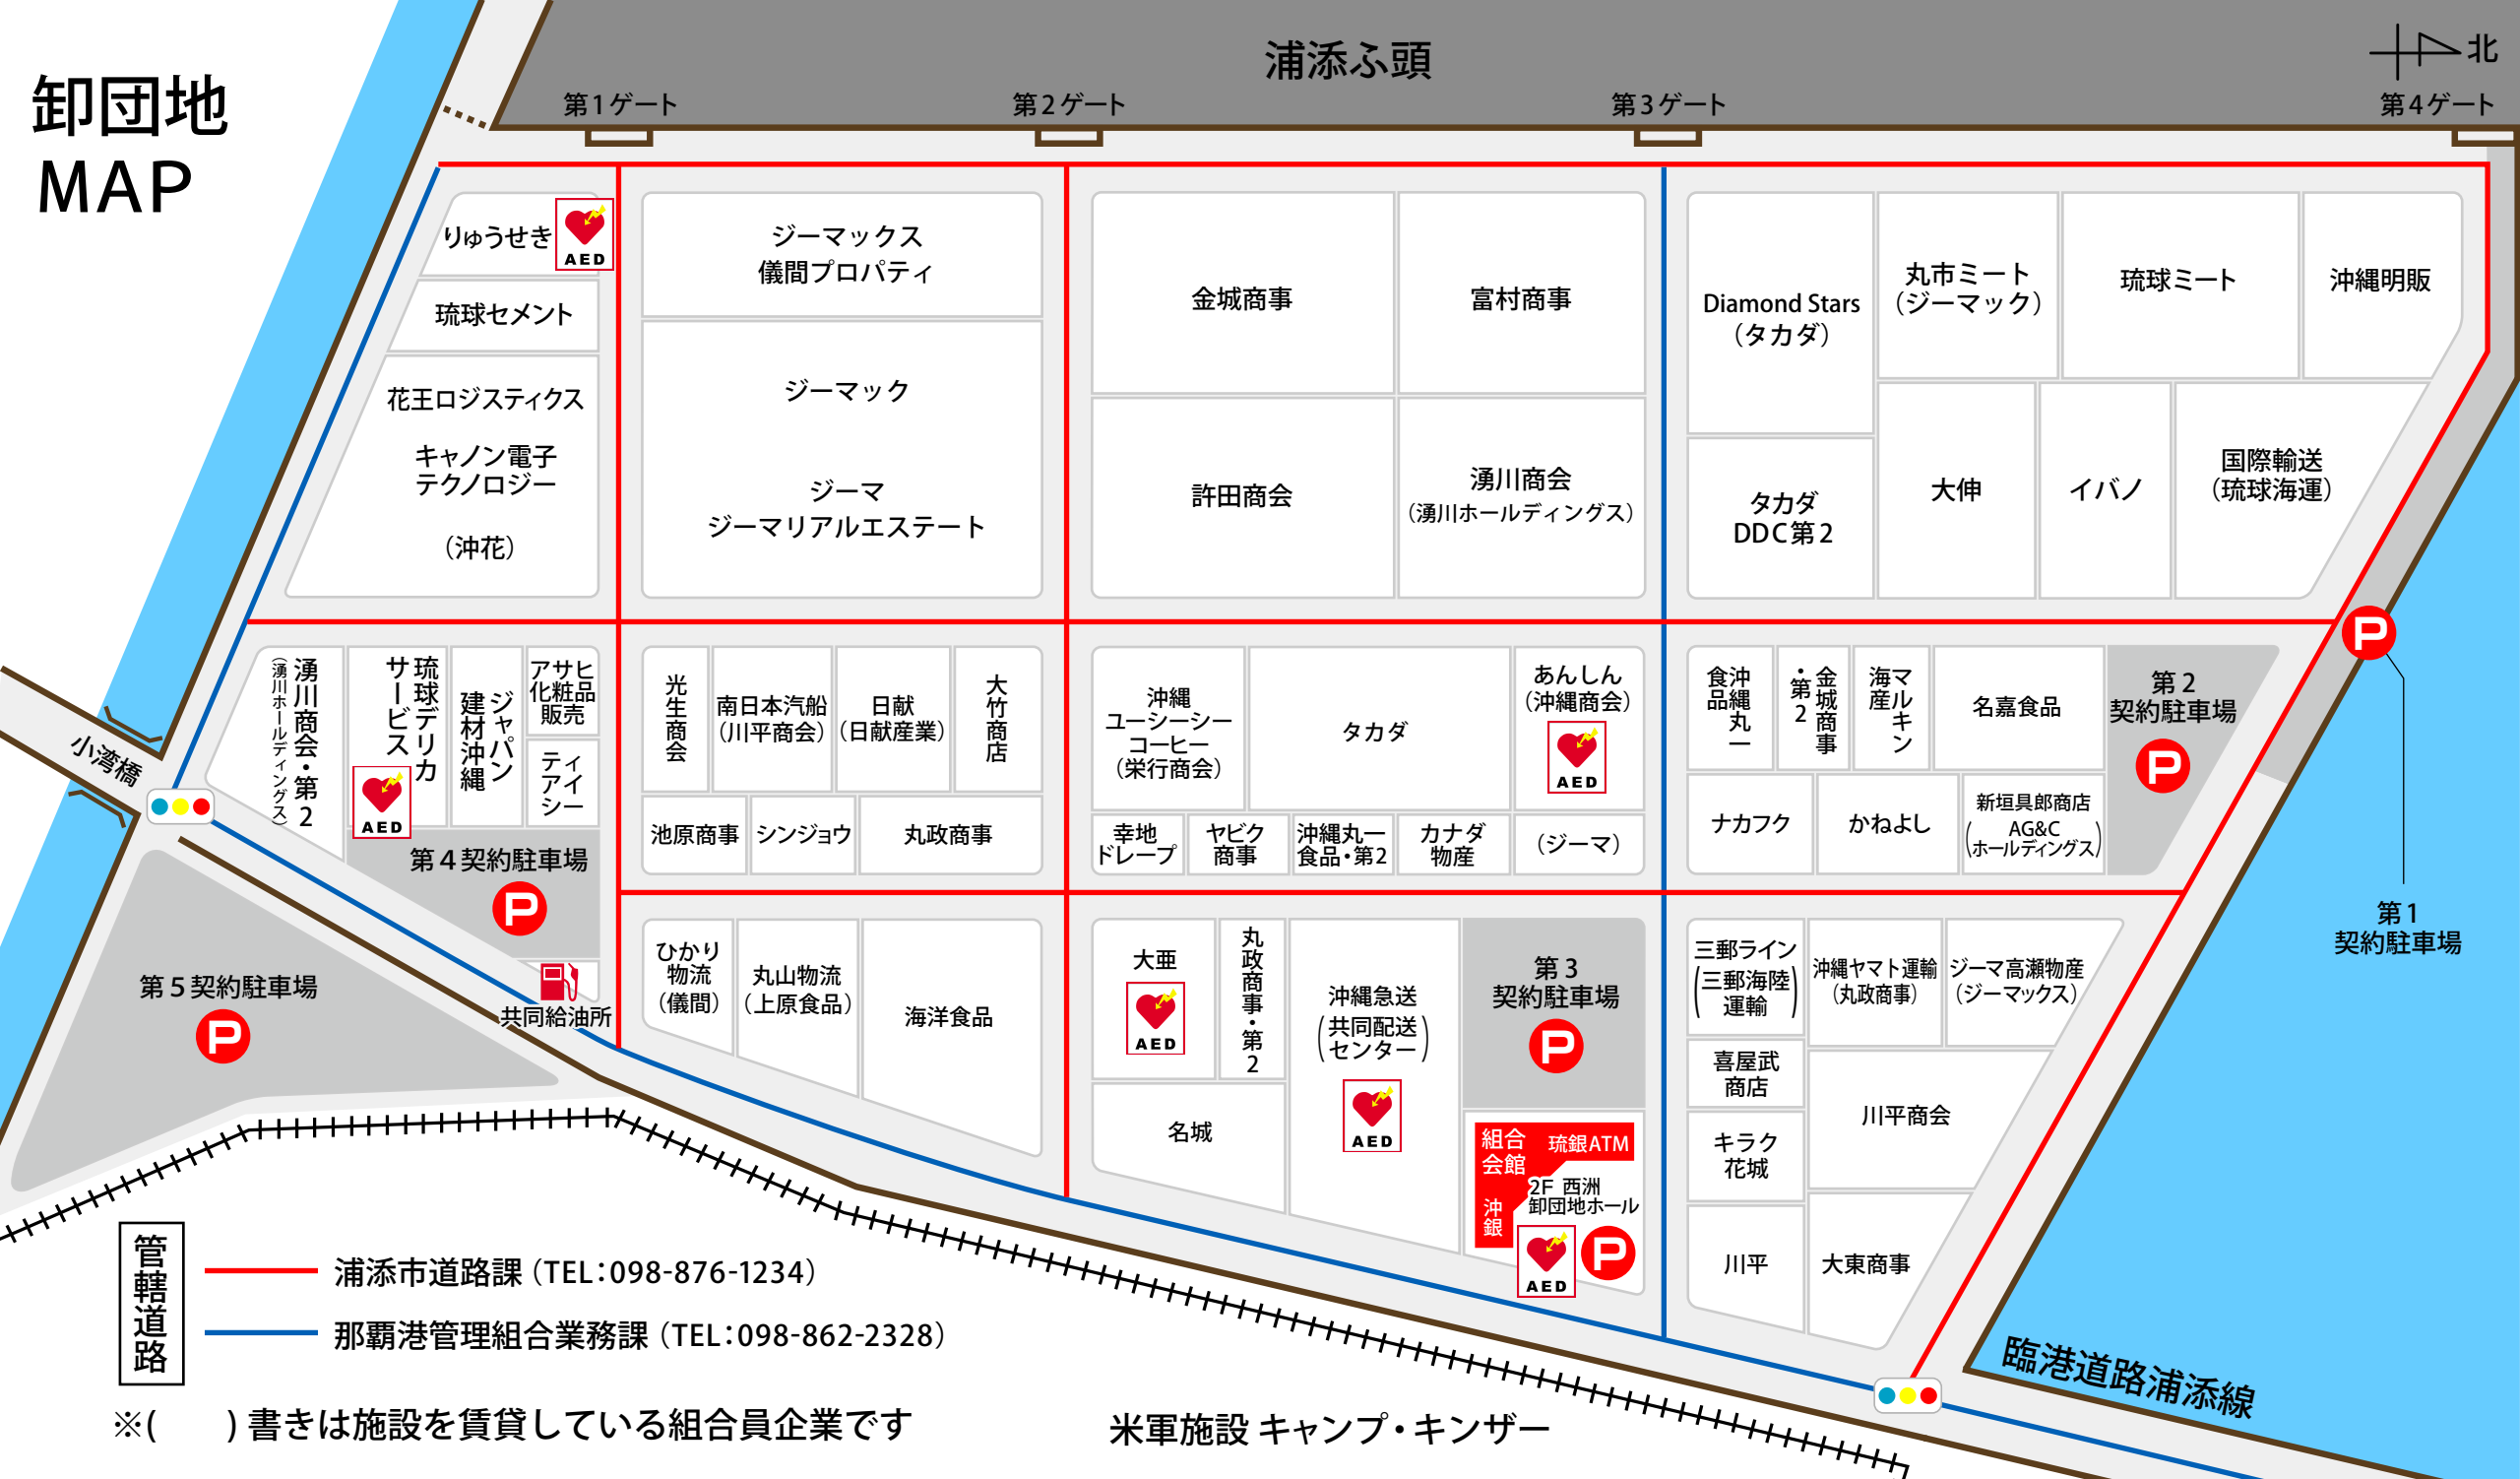 卸団地
MAP
浦添ふ頭
北
第1ゲート
第2ゲート
第3ゲート
第4ゲート
りゅうせき
AED
琉球セメント
花王ロジスティクス
キャノン電子
テクノロジー
（沖花）
ジーマックス
儀間プロパティ
ジーマック
ジーマ
ジーマリアルエステート
金城商事
富村商事
許田商会
湧川商会
（湧川ホールディングス）
Diamond Stars
（タカダ）
丸市ミート
（ジーマック）
琉球ミート
沖縄明販
タカダ
DDC第2
大伸
イバノ
国際輸送
（琉球海運）
湧川商会・第2
（湧川ホールディングス）
琉球デリカ
サービス
AED
ジャパン
建材沖縄
アサヒ
化粧品
販売
ティ
アイ
シー
第4契約駐車場
P
共同給油所
小湾橋
第5契約駐車場
P
光生商会
南日本汽船
（川平商会）
日献
（日献産業）
大竹商店
池原商事
シンジョウ
丸政商事
沖縄
ユーシーシー
コーヒー
（栄行商会）
タカダ
あんしん
（沖縄商会）
AED
幸地
ドレープ
ヤビク
商事
沖縄丸一
食品・第2
カナダ
物産
（ジーマ）
沖縄丸一
食品
金城商事
・第2
マルキン
海産
名嘉食品
第2
契約駐車場
P
ナカフク
かねよし
新垣具郎商店
（AG&C
ホールディングス）
P
第1
契約駐車場
ひかり
物流
（儀間）
丸山物流
（上原食品）
海洋食品
大亜
AED
丸政商事・第2
名城
沖縄急送
（共同配送
センター）
AED
第3
契約駐車場
P
組合
会館
琉銀ATM
沖銀
2F 西洲
卸団地ホール
AED
P
三郵ライン
（三郵海陸
運輸）
沖縄ヤマト運輸
（丸政商事）
ジーマ高瀬物産
（ジーマックス）
喜屋武
商店
川平商会
キラク
花城
川平
大東商事
臨港道路浦添線
管轄道路
浦添市道路課（TEL：098-876-1234）
那覇港管理組合業務課（TEL：098-862-2328）
※(　　)書きは施設を賃貸している組合員企業です
米軍施設 キャンプ・キンザー